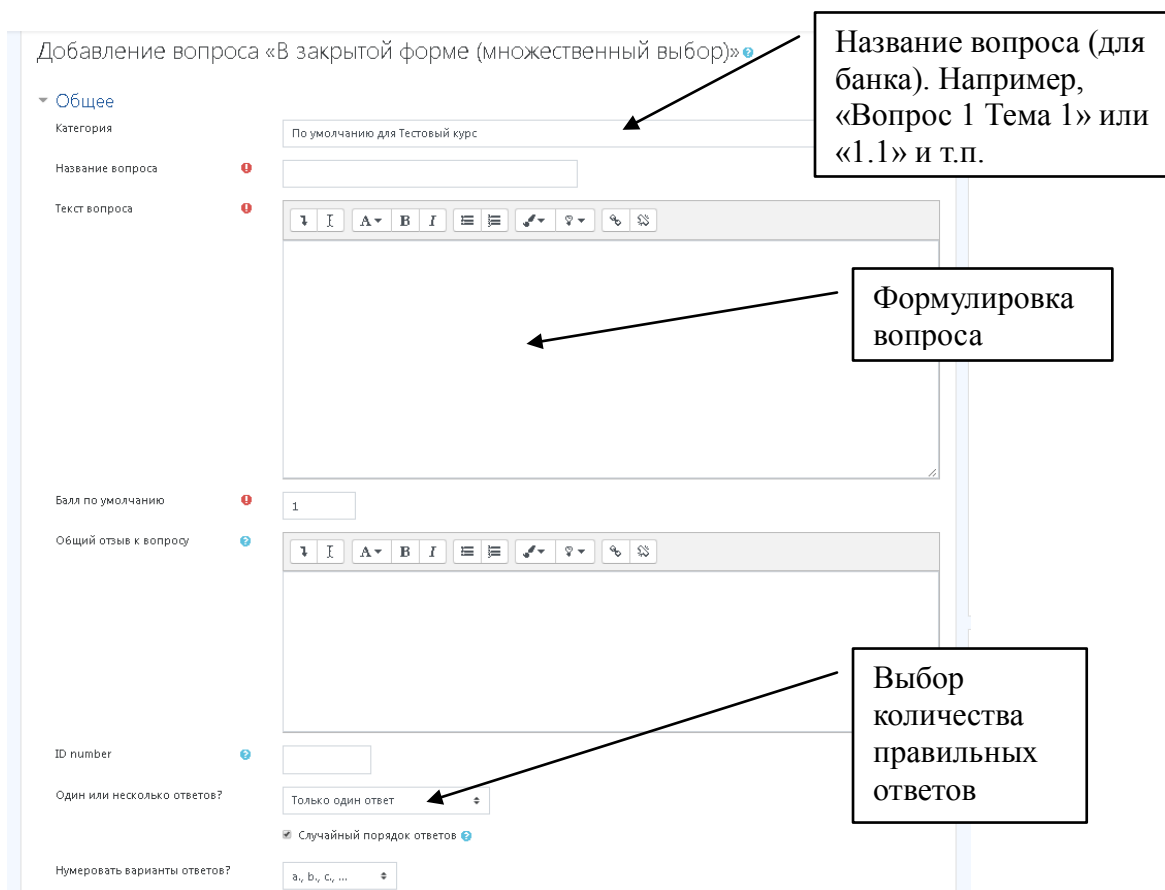 Добавление вопроса «В закрытой форме (множественный выбор)»
Название вопроса (для
банка). Например,
«Вопрос 1 Тема 1» или
«1.1» и т.п.
Общее
Категория
По умолчанию для Тестовый курс
Название вопроса
Текст вопроса
A B I
Формулировка
вопроса
Балл по умолчанию
1
Общий отзыв к вопросу
A B I
Выбор
количества
правильных
ответов
ID number
Один или несколько ответов?
Только один ответ
Случайный порядок ответов
Нумеровать варианты ответов?
a., b., c., ...